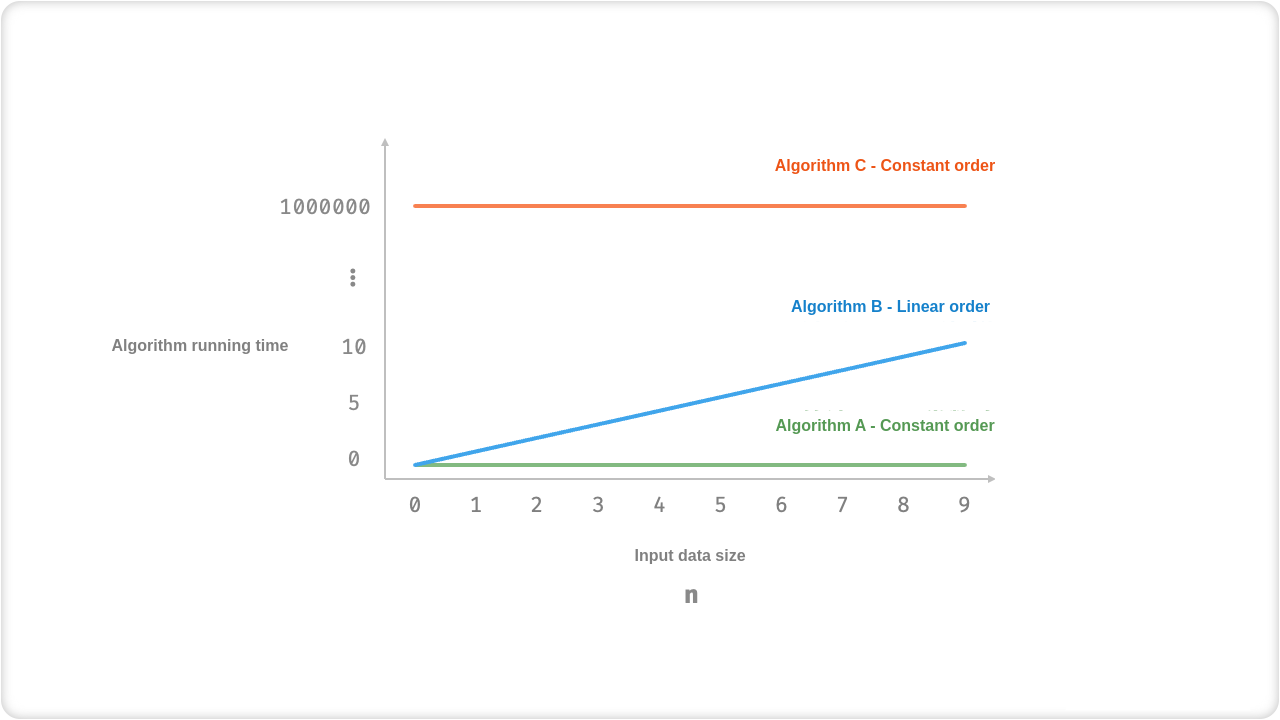 Algorithm C - Constant order
1000000
Algorithm B - Linear order
Algorithm running time
10
5
Algorithm A - Constant order
0
0 1 2 3 4 5 6 7 8 9
Input data size
n